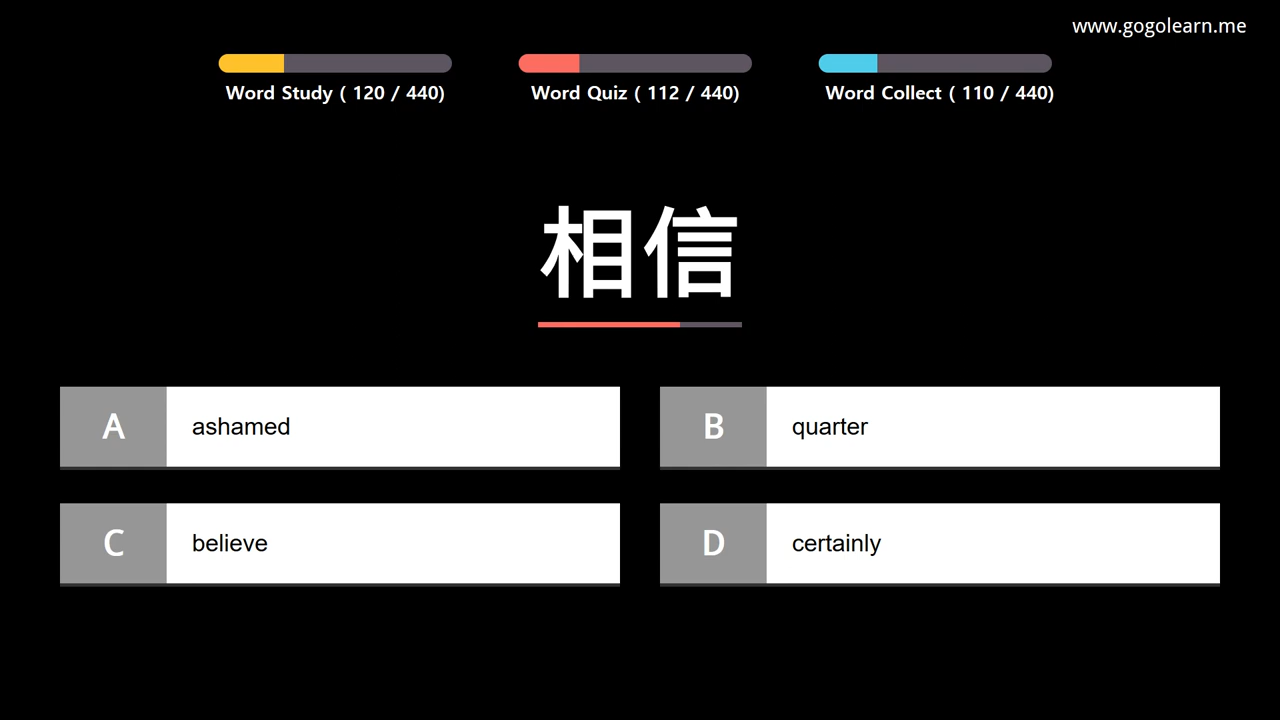 www.gogolearn.me
Word Study ( 120 / 440)
Word Quiz ( 112 / 440)
Word Collect ( 110 / 440)
相信
A ashamed
B quarter
C believe
D certainly